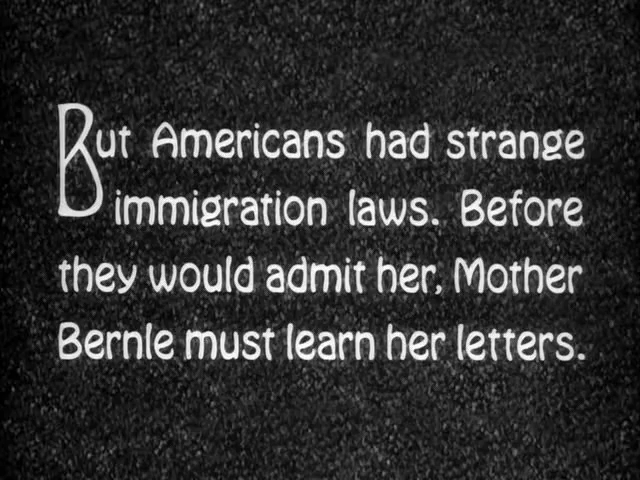 But Americans had strange
immigration laws. Before
they would admit her, Mother
Bernle must learn her letters.